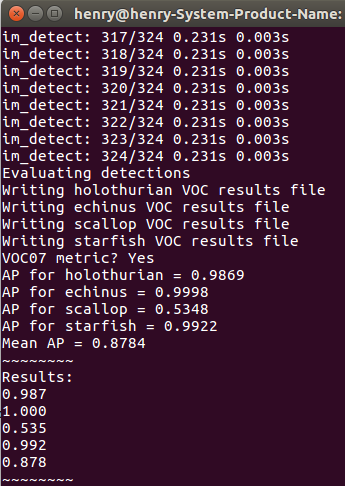 henry@henry-System-Product-Name:
im_detect: 317/324 0.231s 0.003s
im_detect: 318/324 0.231s 0.003s
im_detect: 319/324 0.231s 0.003s
im_detect: 320/324 0.231s 0.003s
im_detect: 321/324 0.231s 0.003s
im_detect: 322/324 0.231s 0.003s
im_detect: 323/324 0.231s 0.003s
im_detect: 324/324 0.231s 0.003s
Evaluating detections
Writing holothurian VOC results file
Writing echinus VOC results file
Writing scallop VOC results file
Writing starfish VOC results file
VOC07 metric? Yes
AP for holothurian = 0.9869
AP for echinus = 0.9998
AP for scallop = 0.5348
AP for starfish = 0.9922
Mean AP = 0.8784
~~~~~~~~
Results:
0.987
1.000
0.535
0.992
0.878
~~~~~~~~